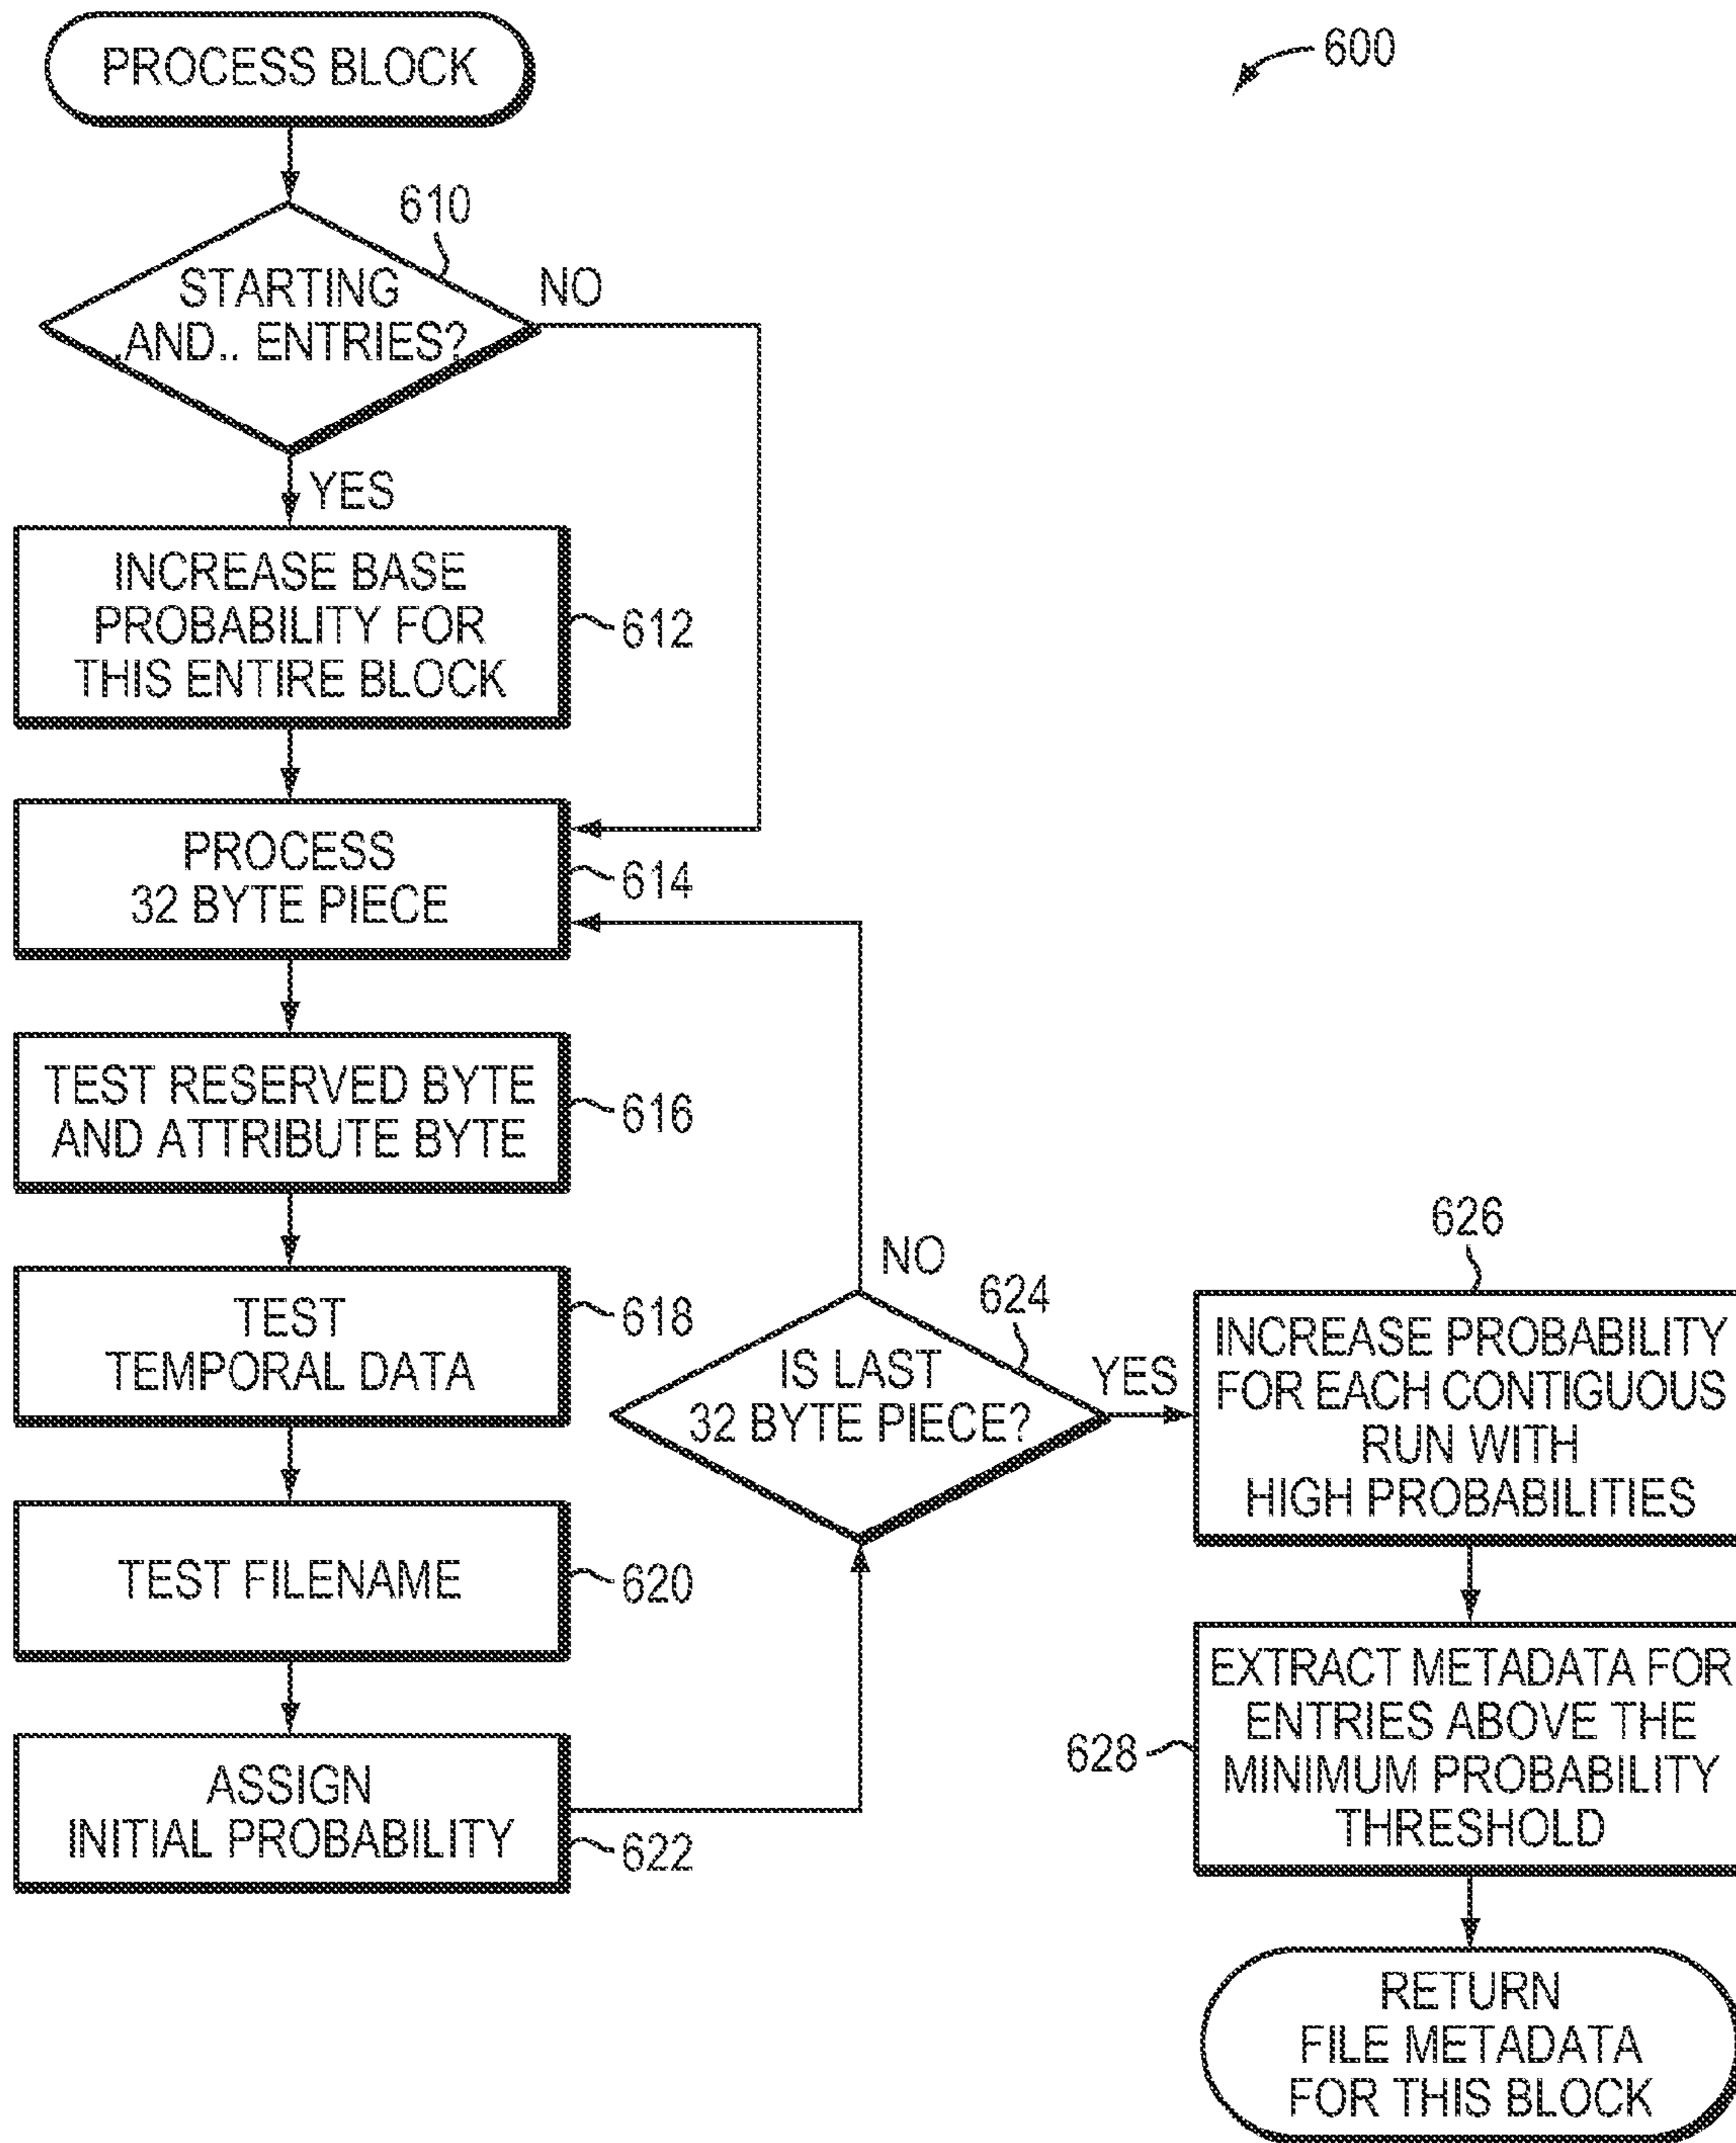 PROCESS BLOCK
600
610
STARTING
.AND.. ENTRIES?
NO
YES
INCREASE BASE
PROBABILITY FOR
THIS ENTIRE BLOCK
612
PROCESS
32 BYTE PIECE
614
TEST RESERVED BYTE
AND ATTRIBUTE BYTE
616
TEST
TEMPORAL DATA
618
TEST FILENAME
620
ASSIGN
INITIAL PROBABILITY
622
NO
624
IS LAST
32 BYTE PIECE?
YES
626
INCREASE PROBABILITY
FOR EACH CONTIGUOUS
RUN WITH
HIGH PROBABILITIES
EXTRACT METADATA FOR
ENTRIES ABOVE THE
MINIMUM PROBABILITY
THRESHOLD
628
RETURN
FILE METADATA
FOR THIS BLOCK